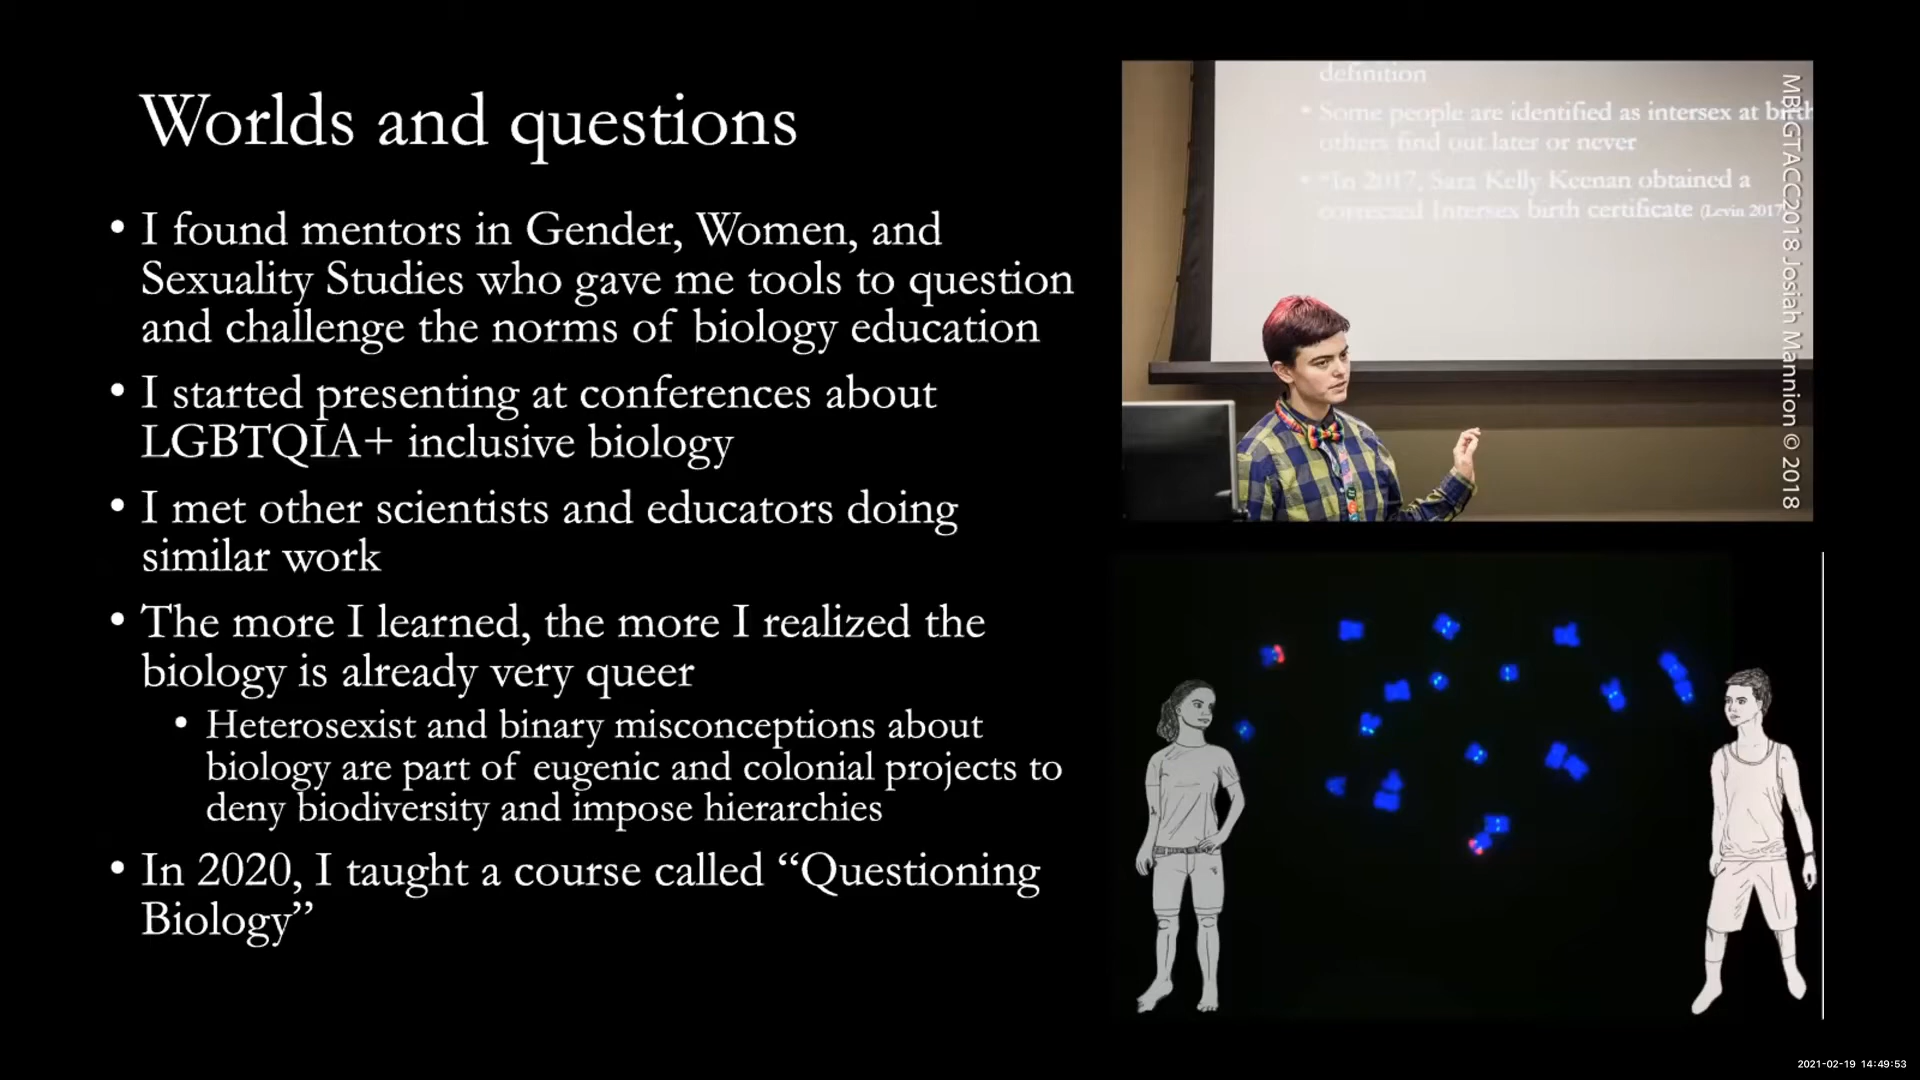 Worlds and questions
• I found mentors in Gender, Women, and
Sexuality Studies who gave me tools to question
and challenge the norms of biology education
• I started presenting at conferences about
LGBTQIA+ inclusive biology
• I met other scientists and educators doing
similar work
• The more I learned, the more I realized the
biology is already very queer
• Heterosexist and binary misconceptions about
biology are part of eugenic and colonial projects to
deny biodiversity and impose hierarchies
• In 2020, I taught a course called “Questioning
Biology”
definition
• Some people are identified as intersex at birth
others find out later or never
• *In 2017, Sara Kelly Keenan obtained a
corrected Intersex birth certificate (Levin 2017
MBLGTACC2018 Josiah Mannion © 2018
2021-02-19 14:49:53